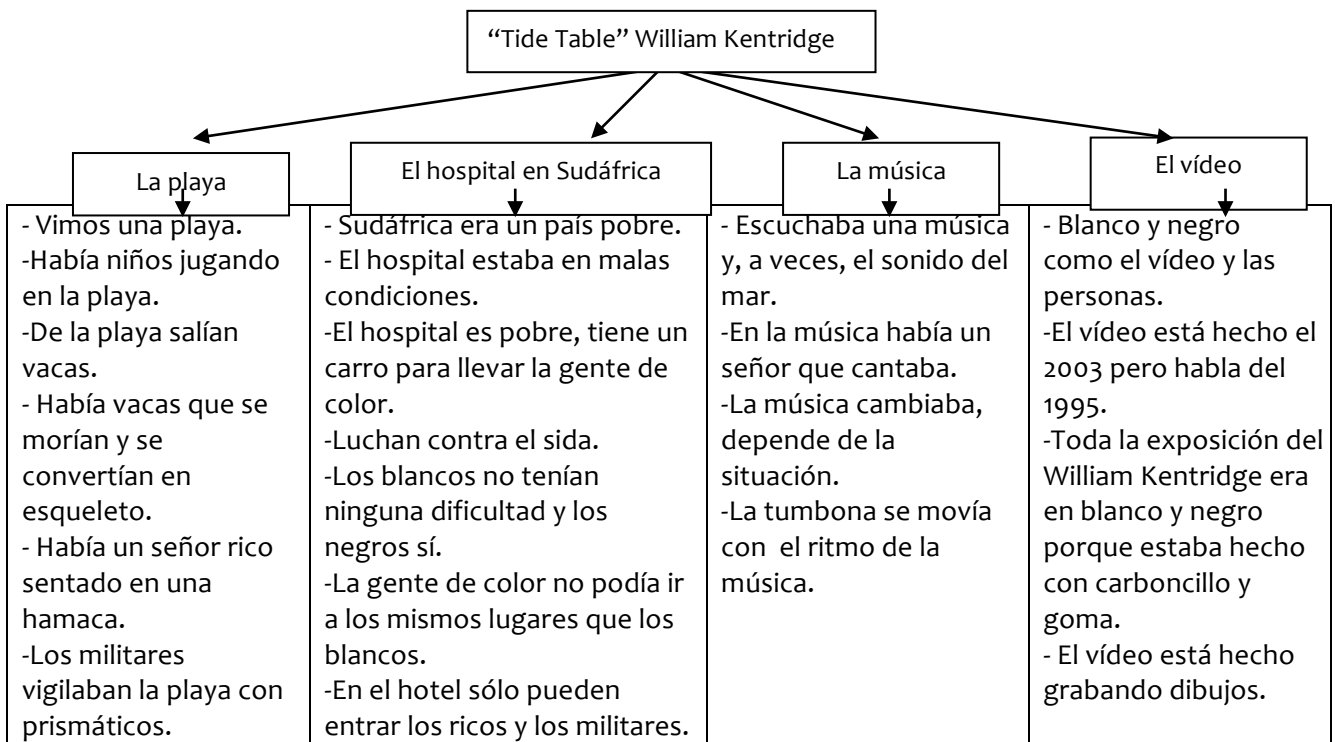 “Tide Table” William Kentridge
La playa
El hospital en Sudáfrica
La música
El vídeo
- Vimos una playa.
-Había niños jugando
en la playa.
-De la playa salían
vacas.
- Había vacas que se
morían y se
convertían en
esqueleto.
- Había un señor rico
sentado en una
hamaca.
-Los militares
vigilaban la playa con
prismáticos.
- Sudáfrica era un país pobre.
- El hospital estaba en malas
condiciones.
-El hospital es pobre, tiene un
carro para llevar la gente de
color.
-Luchan contra el sida.
-Los blancos no tenían
ninguna dificultad y los
negros sí.
-La gente de color no podía ir
a los mismos lugares que los
blancos.
-En el hotel sólo pueden
entrar los ricos y los militares.
- Escuchaba una música
y, a veces, el sonido del
mar.
-En la música había un
señor que cantaba.
-La música cambiaba,
depende de la
situación.
-La tumbona se movía
con el ritmo de la
música.
- Blanco y negro
como el vídeo y las
personas.
-El vídeo está hecho el
2003 pero habla del
1995.
-Toda la exposición del
William Kentridge era
en blanco y negro
porque estaba hecho
con carboncillo y
goma.
- El vídeo está hecho
grabando dibujos.